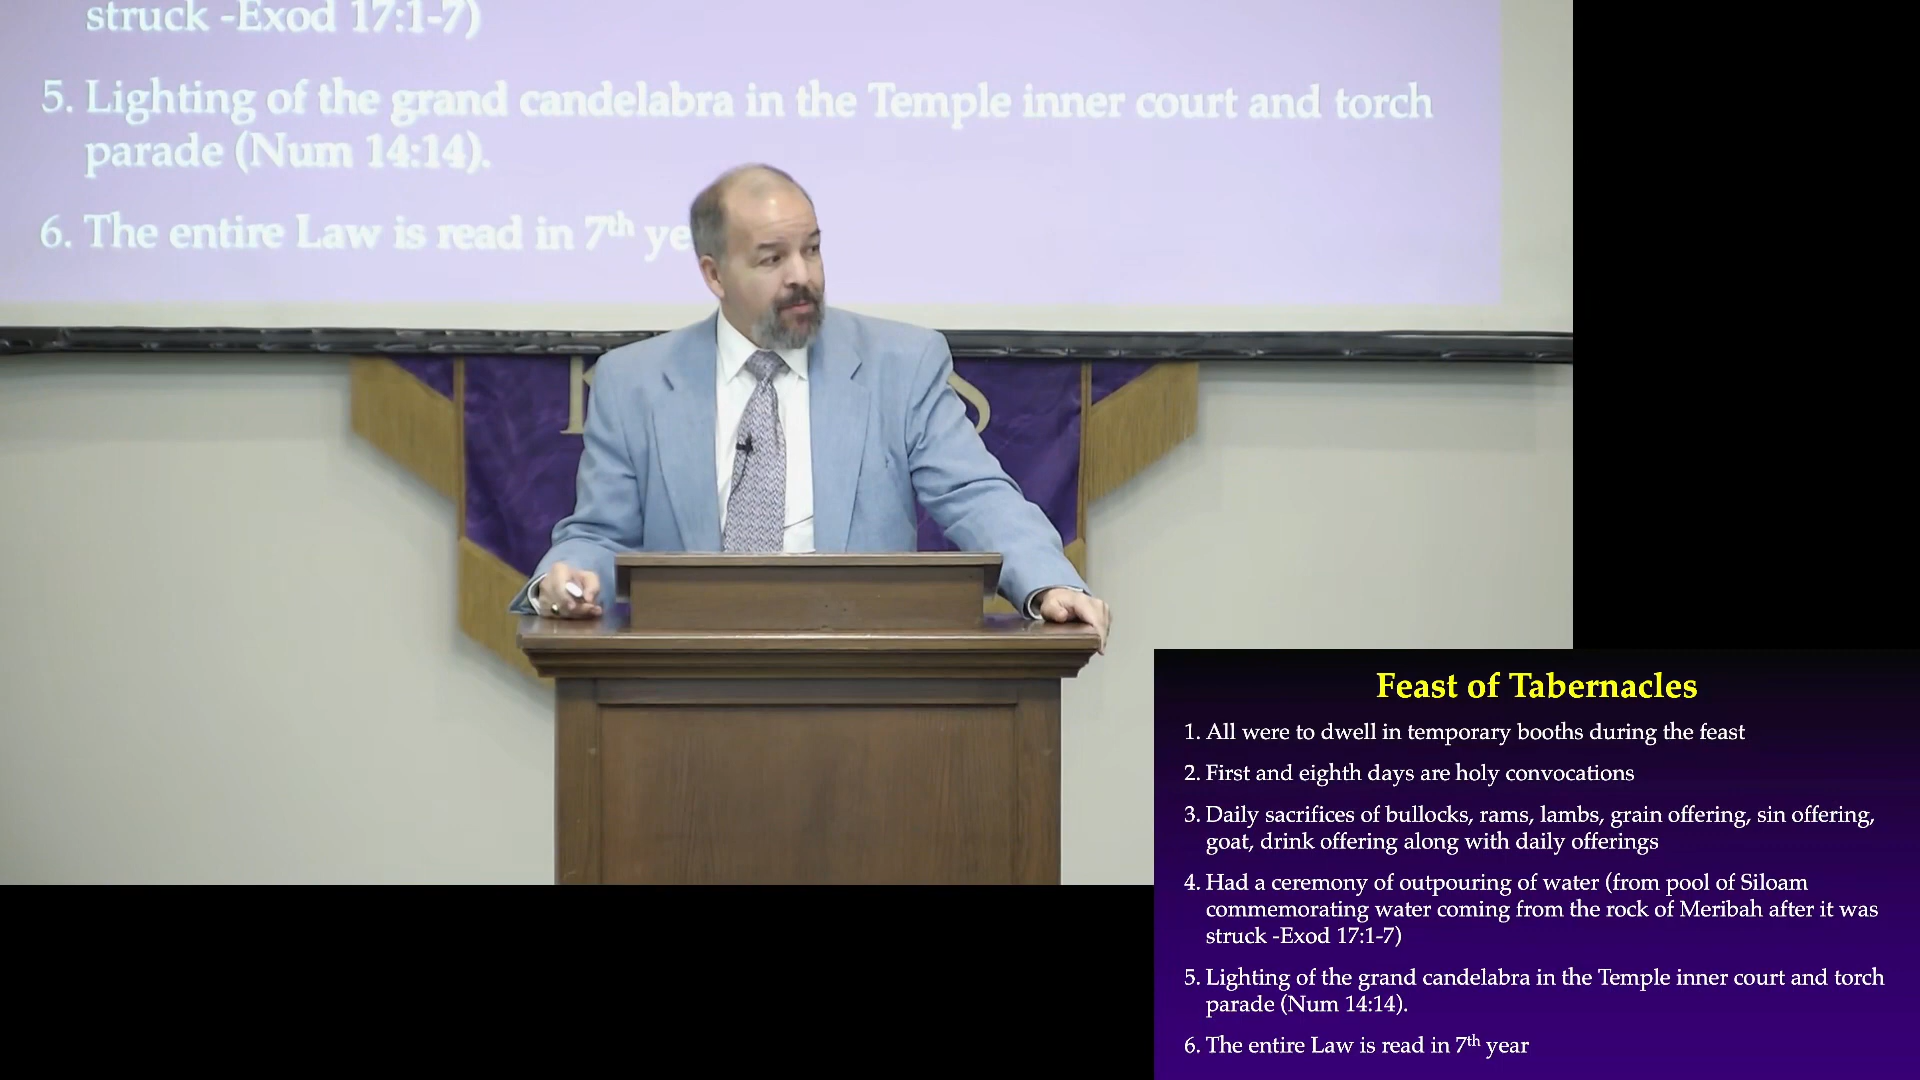 struck -Exod 17:1-7)
5. Lighting of the grand candelabra in the Temple inner court and torch
parade (Num 14:14).
6. The entire Law is read in 7th ye
S
Feast of Tabernacles
1. All were to dwell in temporary booths during the feast
2. First and eighth days are holy convocations
3. Daily sacrifices of bullocks, rams, lambs, grain offering, sin offering,
goat, drink offering along with daily offerings
4. Had a ceremony of outpouring of water (from pool of Siloam
commemorating water coming from the rock of Meribah after it was
struck -Exod 17:1-7)
5. Lighting of the grand candelabra in the Temple inner court and torch
parade (Num 14:14).
6. The entire Law is read in 7th year